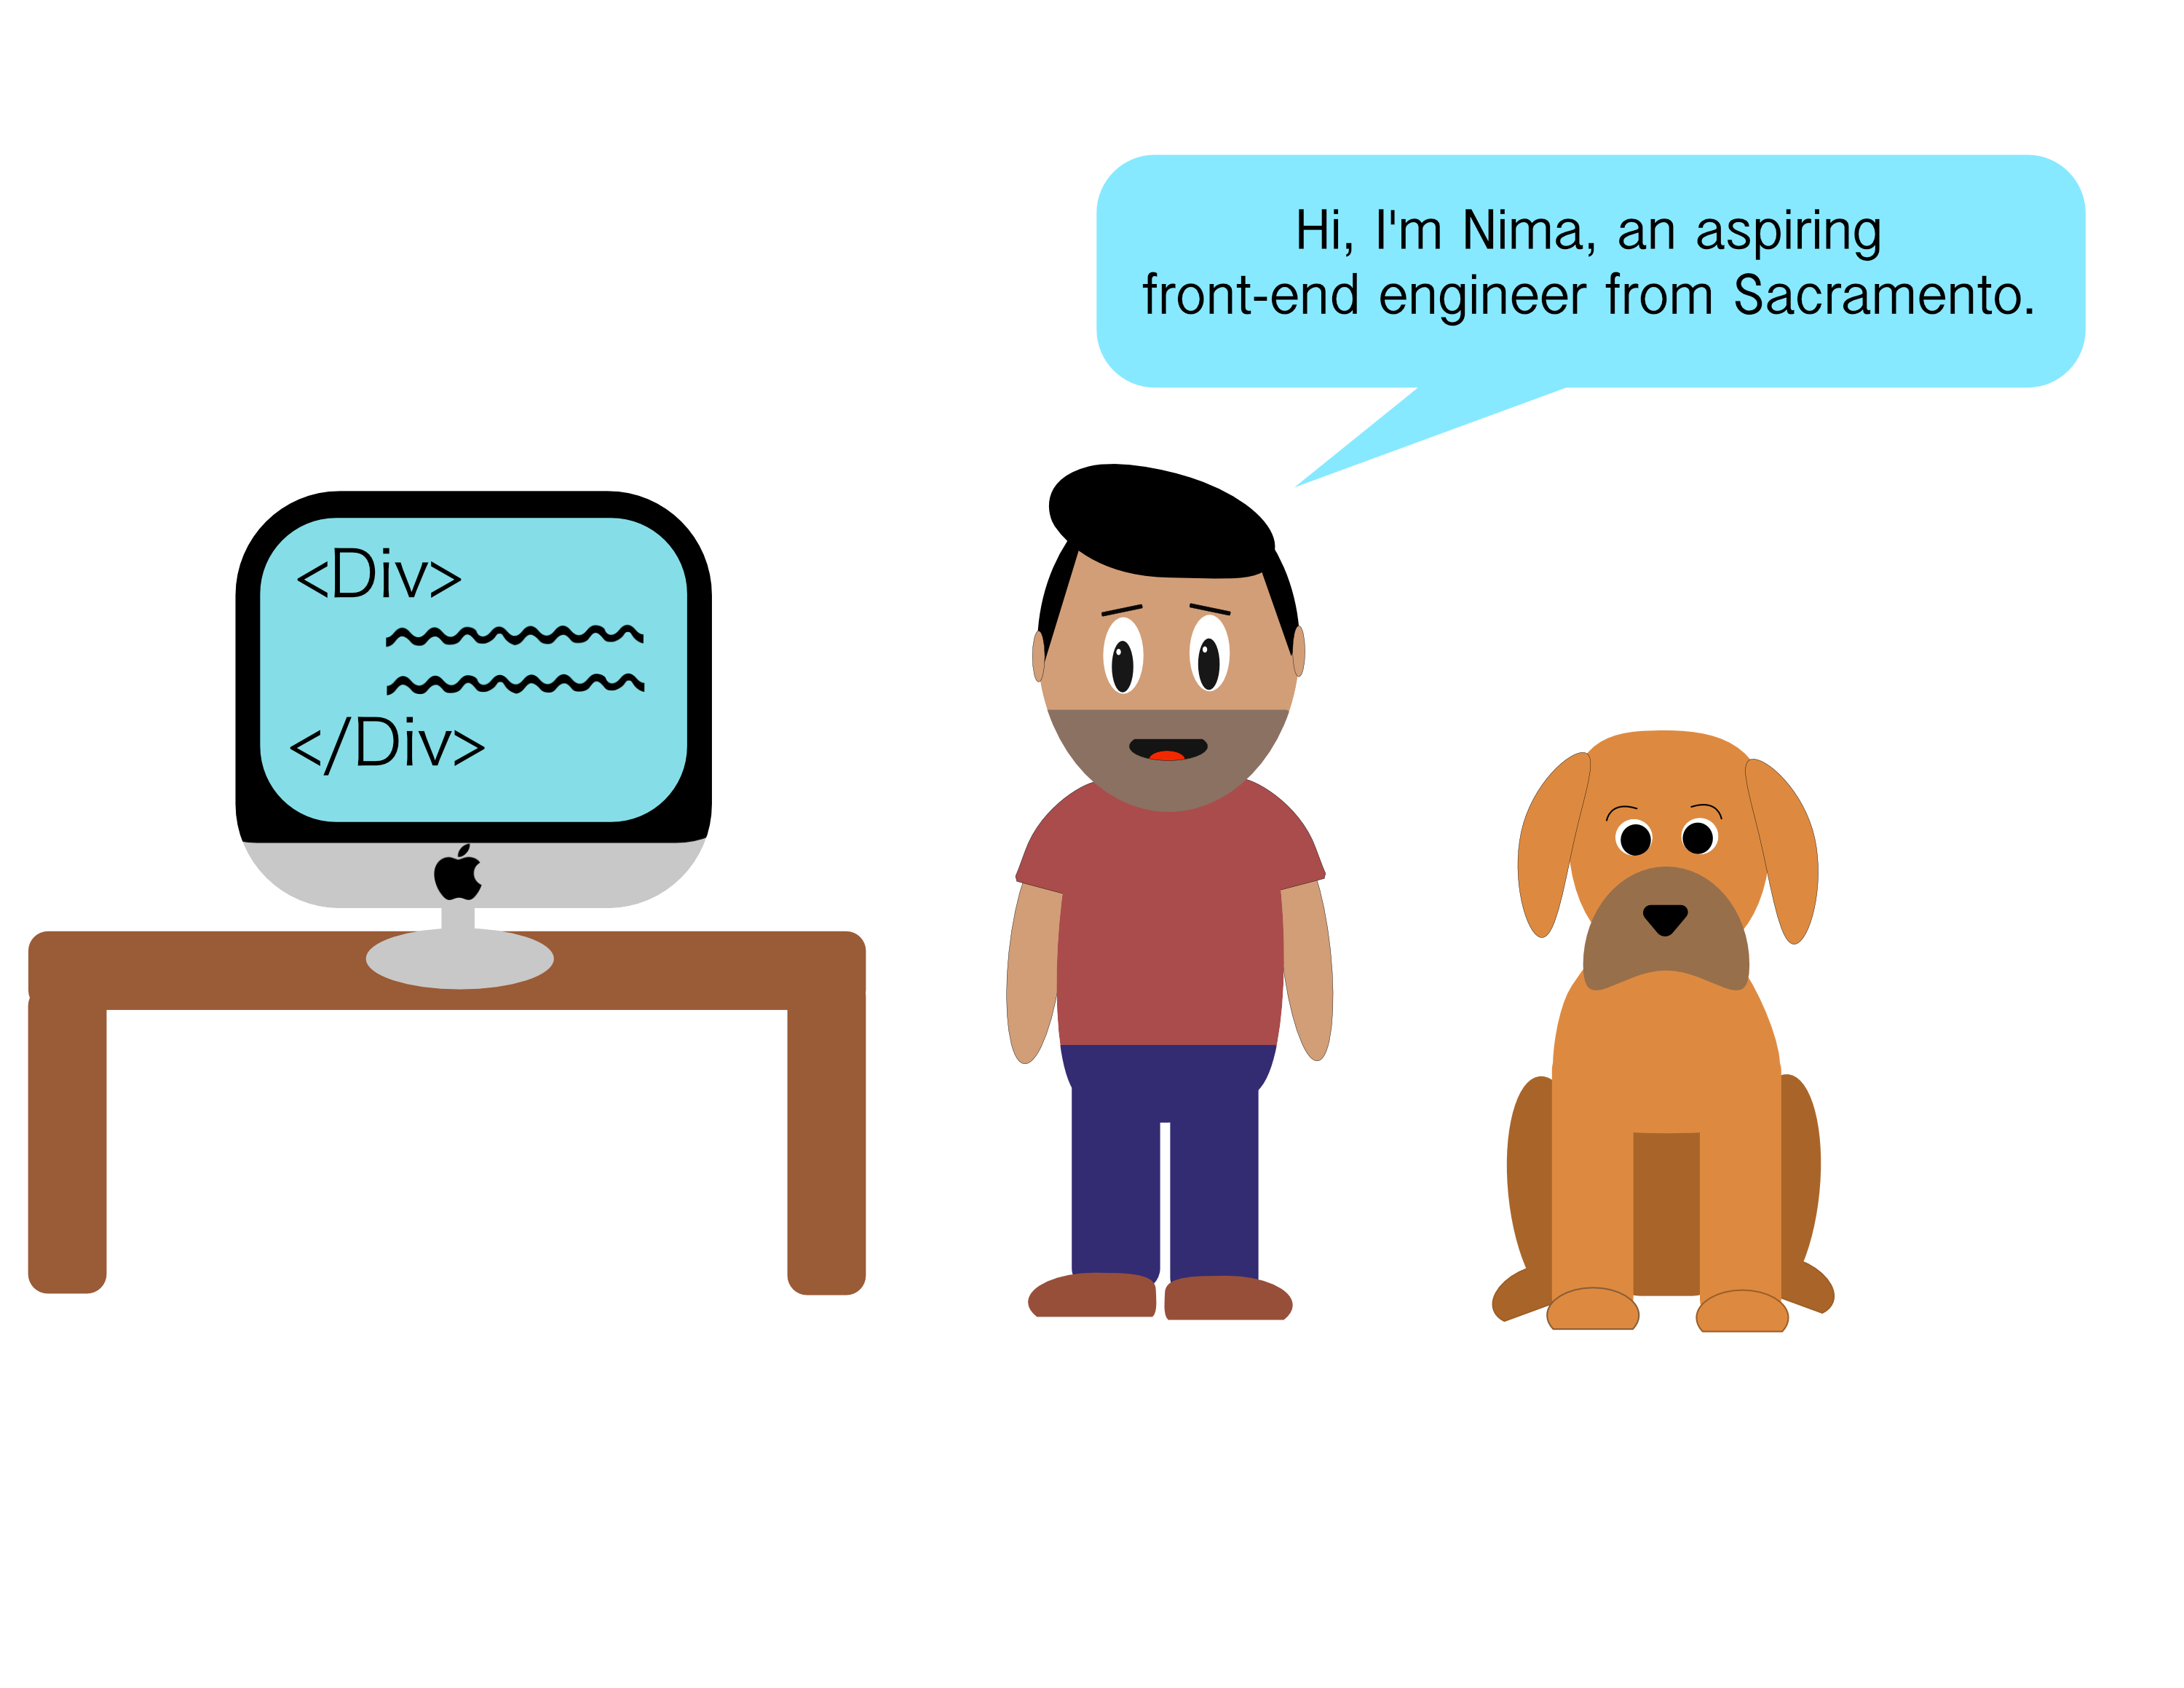 Hi, I'm Nima, an aspiring
front-end engineer from Sacramento.
<Div>
</Div>